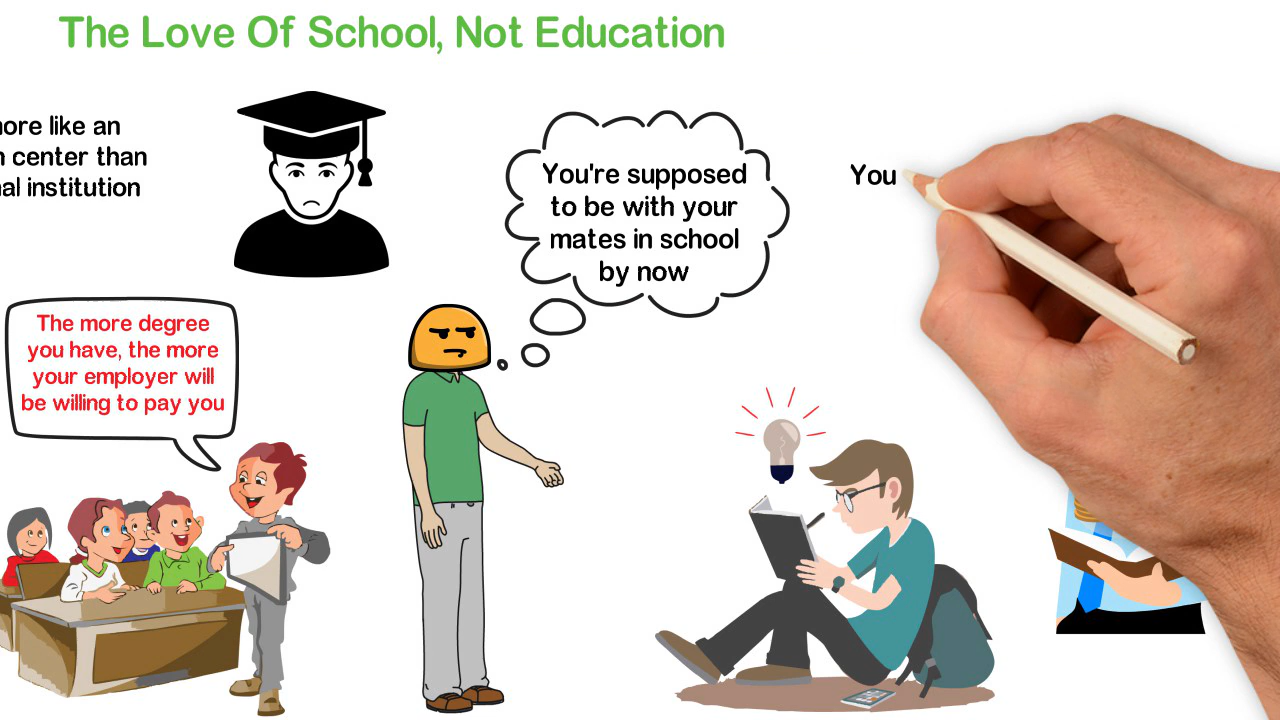 The Love Of School, Not Education
more like an
center than
institution
You're supposed
to be with your
mates in school
by now
You
The more degree
you have, the more
your employer will
be willing to pay you